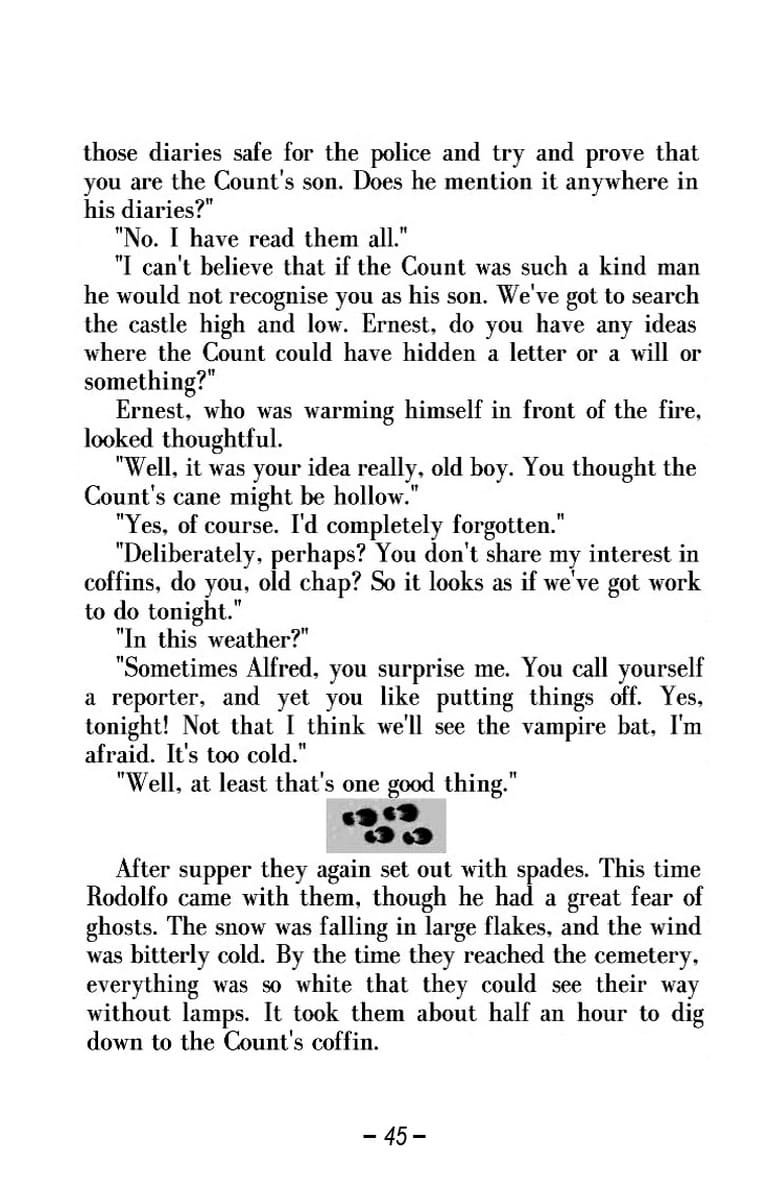 those diaries safe for the police and try and prove that
you are the Count's son. Does he mention it anywhere in
his diaries?"
"No. I have read them all."
"I can't believe that if the Count was such a kind man
he would not recognise you as his son. We've got to search
the castle high and low. Ernest, do you have any ideas
where the Count could have hidden a letter or a will or
something?"
Ernest, who was warming himself in front of the fire,
looked thoughtful.
"Well, it was your idea really, old boy. You thought the
Count's cane might be hollow."
"Yes, of course. I'd completely forgotten."
"Deliberately, perhaps? You don't share my interest in
coffins, do you, old chap? So it looks as if we've got work
to do tonight."
"In this weather?"
"Sometimes Alfred, you surprise me. You call yourself
a reporter, and yet you like putting things off. Yes,
tonight! Not that I think we'll see the vampire bat, I'm
afraid. It's too cold."
"Well, at least that's one good thing."
After supper they again set out with spades. This time
Rodolfo came with them, though he had a great fear of
ghosts. The snow was falling in large flakes, and the wind
was bitterly cold. By the time they reached the cemetery,
everything was so white that they could see their way
without lamps. It took them about half an hour to dig
down to the Count's coffin.
– 45 –